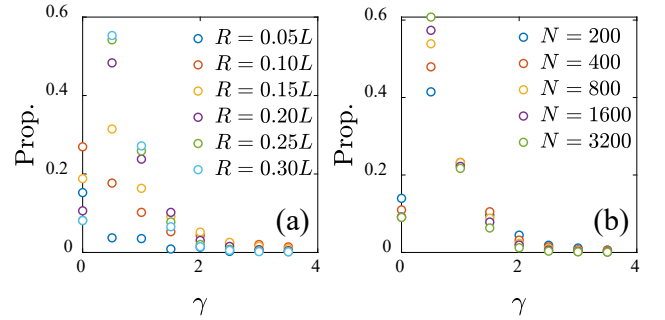 0.6
0.4
0.2
0
Prop.
0
2
4
γ
R = 0.05L
R = 0.10L
R = 0.15L
R = 0.20L
R = 0.25L
R = 0.30L
(a)
0.6
0.4
0.2
0
Prop.
0
2
4
γ
N = 200
N = 400
N = 800
N = 1600
N = 3200
(b)